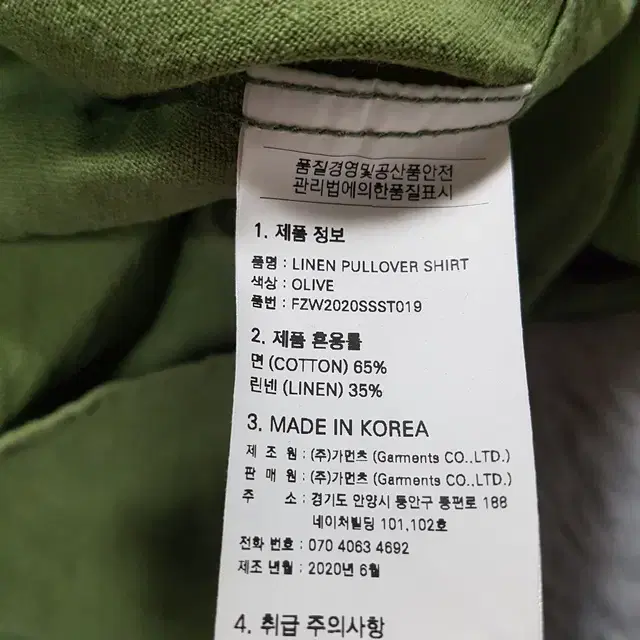 품질경영및공산품안전
관리법에의한품질표시
1. 제품 정보
품명 : LINEN PULLOVER SHIRT
색상 : OLIVE
품번 : FZW2020SSST019
2. 제품 혼용률
면 (COTTON) 65%
린넨 (LINEN) 35%
3. MADE IN KOREA
제 조 원 : (주)가먼츠 (Garments CO.,LTD.)
판 매 원 : (주)가먼츠 (Garments CO.,LTD.)
주 소 : 경기도 안양시 동안구 통편로 188
네이처빌딩 101,102호
전화 번호 : 070 4063 4692
제조 년월 : 2020년 6월
4. 취급 주의사항